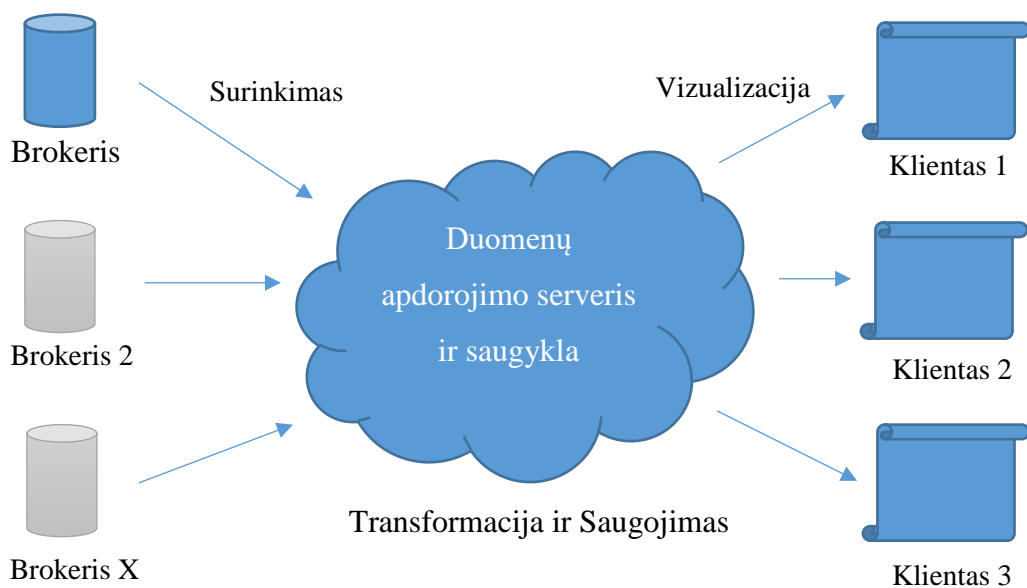 Surinkimas
Vizualizacija
Brokeris
Klientas 1
Duomenų
apdorojimo serveris
ir saugykla
Brokeris 2
Klientas 2
Transformacija ir Saugojimas
Brokeris X
Klientas 3